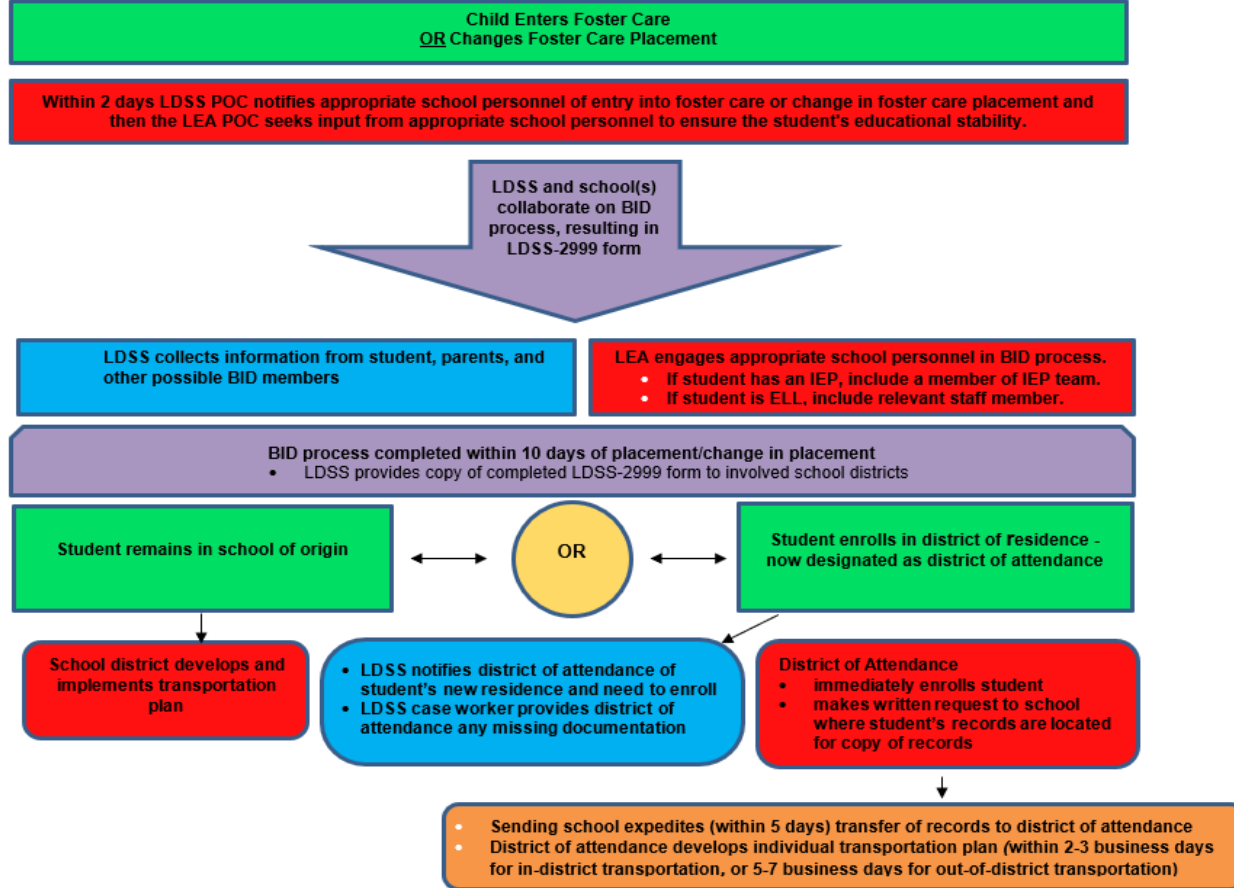 Child Enters Foster Care
OR Changes Foster Care Placement
Within 2 days LDSS POC notifies appropriate school personnel of entry into foster care or change in foster care placement and
then the LEA POC seeks input from appropriate school personnel to ensure the student's educational stability.
LDSS and school(s)
collaborate on BID
process, resulting in
LDSS-2999 form
LDSS collects information from student, parents, and
other possible BID members
LEA engages appropriate school personnel in BID process.
• If student has an IEP, include a member of IEP team.
• If student is ELL, include relevant staff member.
BID process completed within 10 days of placement/change in placement
• LDSS provides copy of completed LDSS-2999 form to involved school districts
Student remains in school of origin
OR
Student enrolls in district of residence -
now designated as district of attendance
School district develops and
implements transportation
plan
• LDSS notifies district of attendance of
student's new residence and need to enroll
• LDSS case worker provides district of
attendance any missing documentation
District of Attendance
• immediately enrolls student
• makes written request to school
where student's records are located
for copy of records
• Sending school expedites (within 5 days) transfer of records to district of attendance
• District of attendance develops individual transportation plan (within 2-3 business days
for in-district transportation, or 5-7 business days for out-of-district transportation)